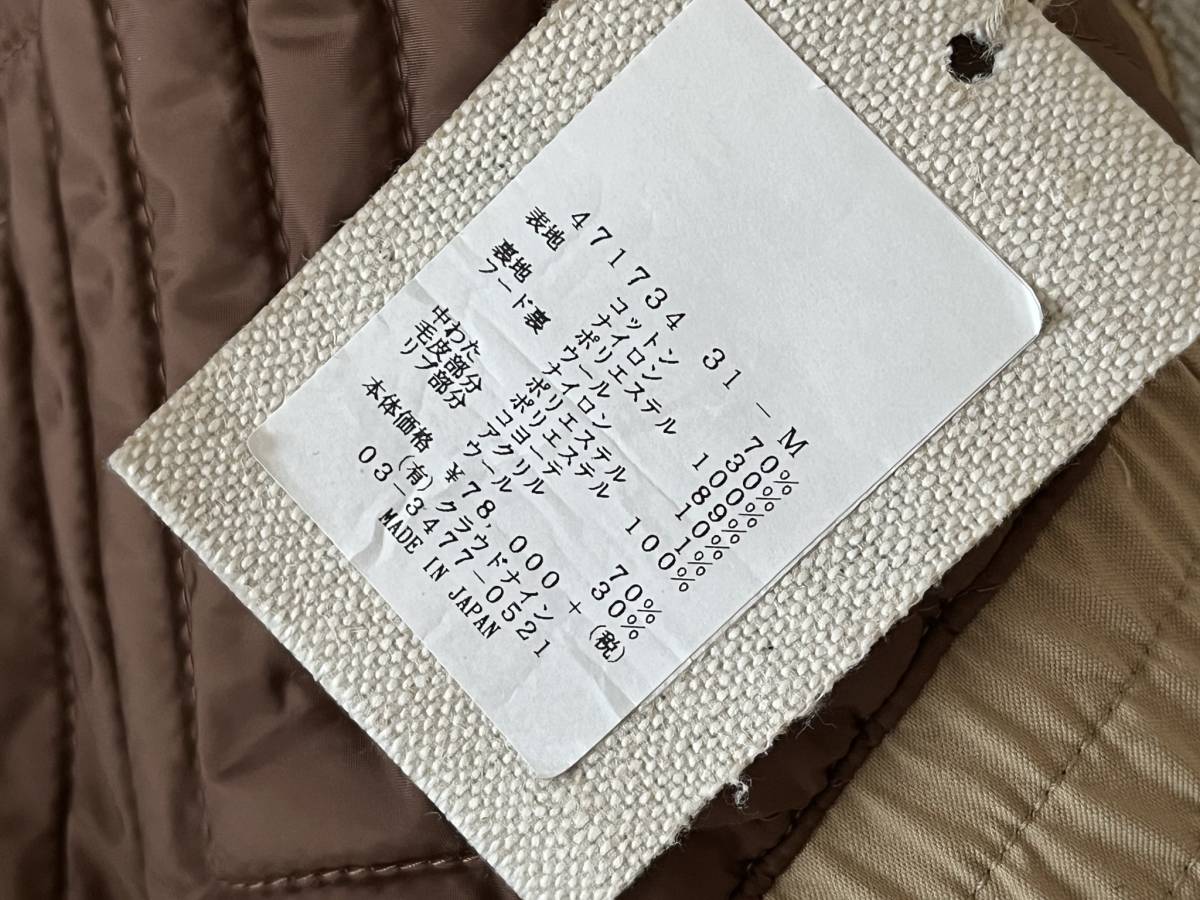 471734 31-M
表地 コットン 70%
ナイロン 30%
裏地 ポリエステル 100%
フード裏 ウール 89%
ナイロン 10%
ポリエステル 1%
中わた ポリエステル 100%
毛皮部分 コヨーテ
リブ部分 アクリル 70%
ウール 30%
本体価格 ¥78,000+(税)
(有)クラウドナイン
03-3477-0521
MADE IN JAPAN